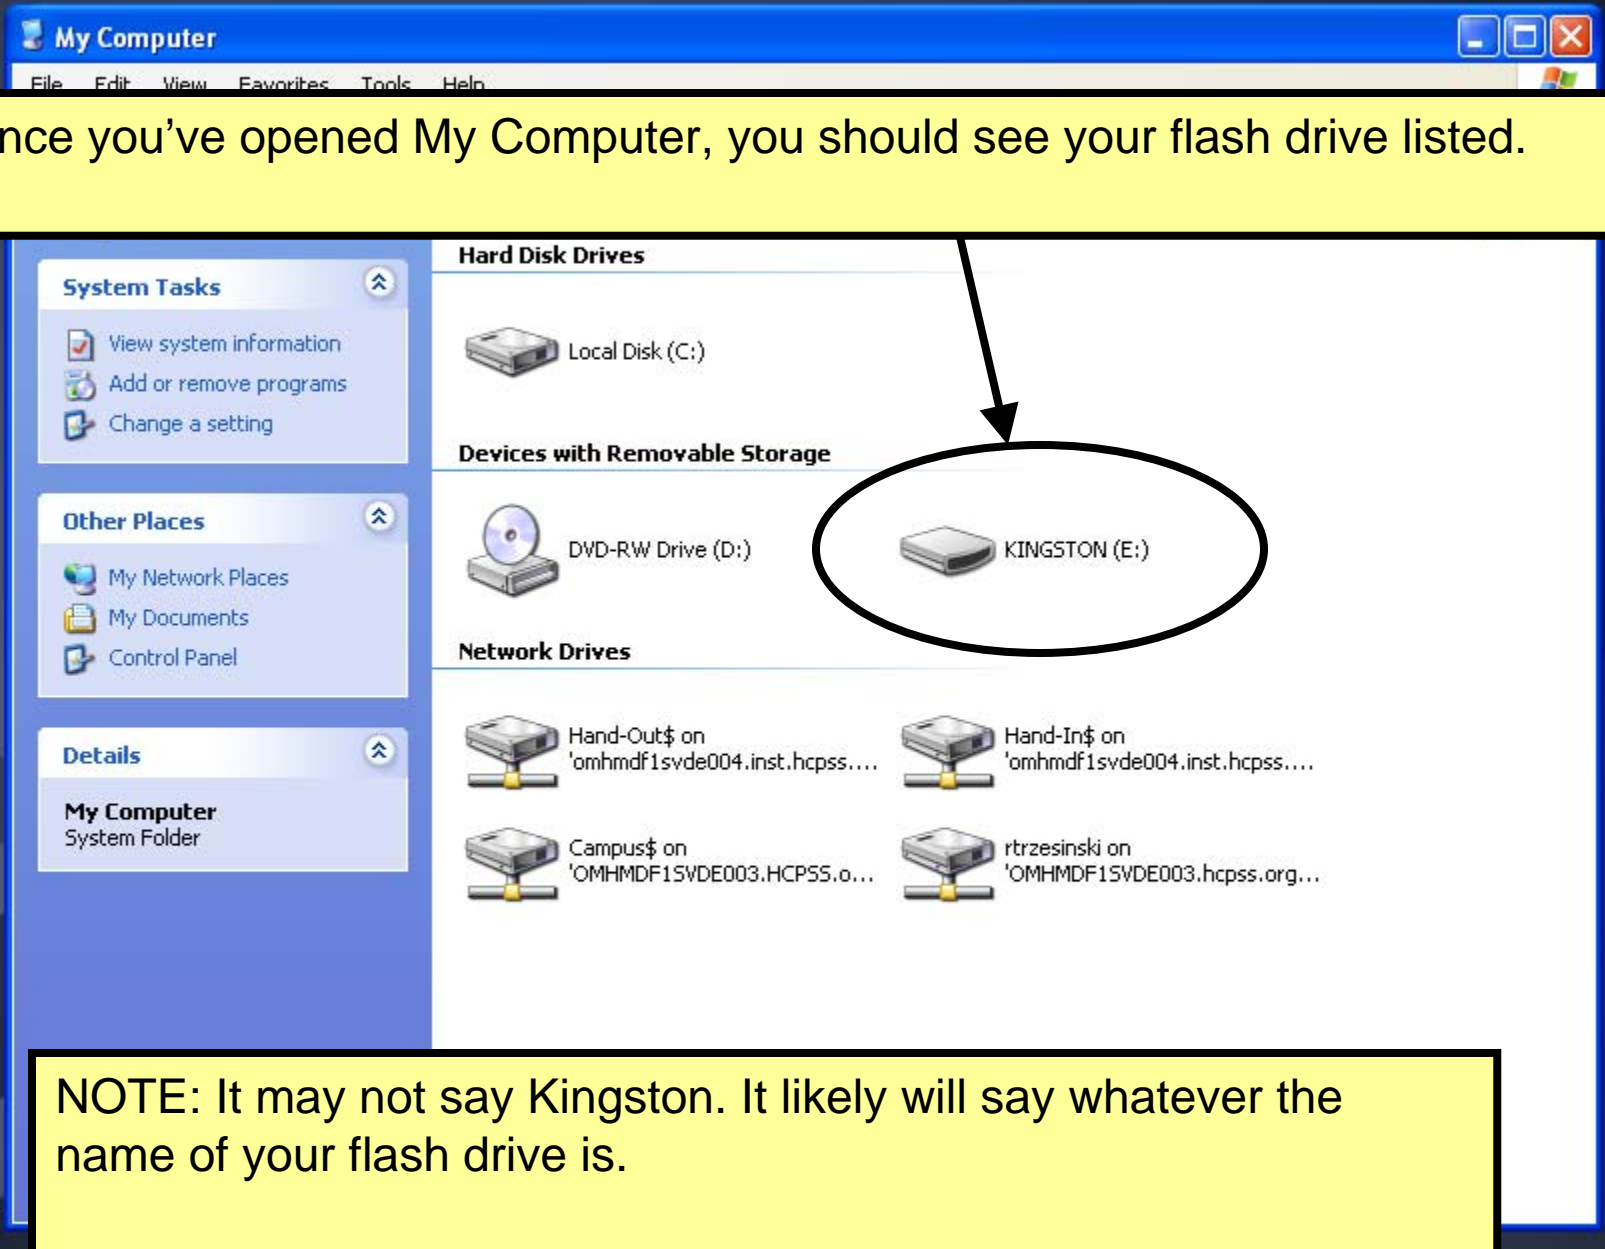 My Computer
File Edit View Favorites Tools Help
nce you've opened My Computer, you should see your flash drive listed.
System Tasks
View system information
Add or remove programs
Change a setting
Other Places
My Network Places
My Documents
Control Panel
Details
My Computer
System Folder
Hard Disk Drives
Local Disk (C:)
Devices with Removable Storage
DVD-RW Drive (D:)
KINGSTON (E:)
Network Drives
Hand-Out$ on
'omhmdf1svde004.inst.hcpss....
Hand-In$ on
'omhmdf1svde004.inst.hcpss....
Campus$ on
'OMHMDF1SVDE003.HCPSS.o...
rtrzesinski on
'OMHMDF1SVDE003.hcpss.org...
NOTE: It may not say Kingston. It likely will say whatever the
name of your flash drive is.